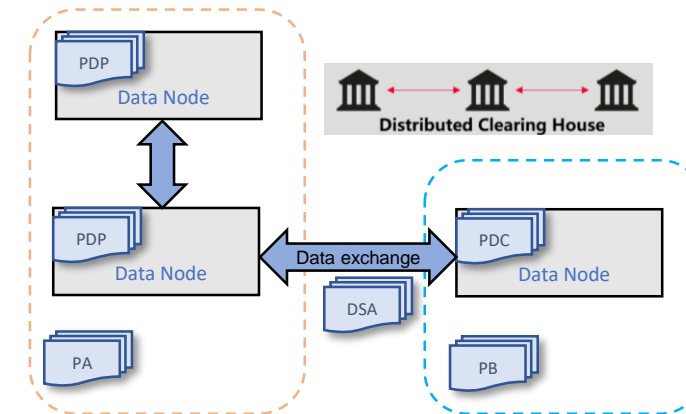 PDP
Data Node
Distributed Clearing House
PDP
Data Node
Data exchange
PDC
Data Node
DSA
PA
PB